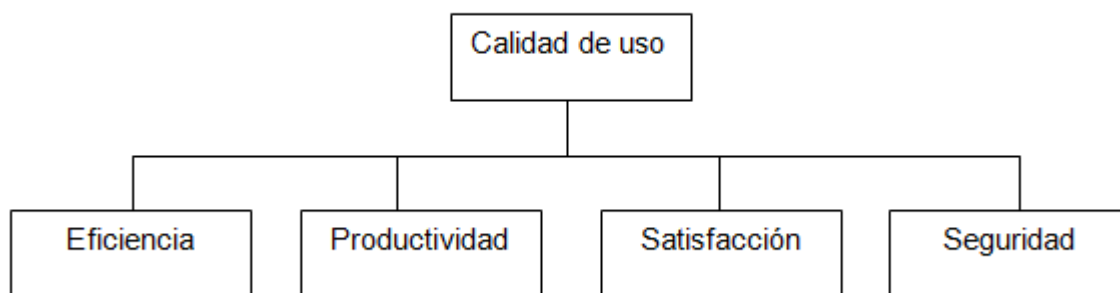 Calidad de uso
Eficiencia
Productividad
Satisfacción
Seguridad